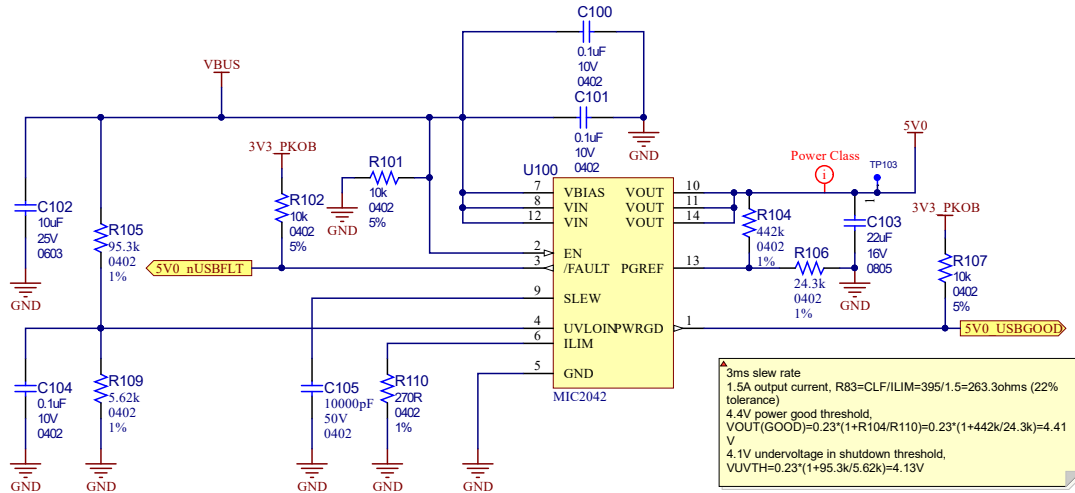 C100
0.1uF
10V
0402
VBUS
C101
0.1uF
10V
0402
GND
5V0
Power Class
i
TP103
1
3V3_PKOB
R101
10k
0402
5%
GND
U100
7 VBIAS VOUT 10
8 VIN VOUT 11
12 VIN VOUT 14
2 EN
3 /FAULT PGREF 13
9 SLEW
4 UVLOIN PWRGD 1
6 ILIM
5 GND
MIC2042
R102
10k
0402
5%
C102
10uF
25V
0603
GND
R105
95.3k
0402
1%
5V0_nUSBFLT
R104
442k
0402
1%
C103
22uF
16V
0805
GND
3V3_PKOB
R106
24.3k
0402
1%
R107
10k
0402
5%
5V0_USBGOOD
C104
0.1uF
10V
0402
GND
R109
5.62k
0402
1%
GND
C105
10000pF
50V
0402
GND
R110
270R
0402
1%
GND
GND
3ms slew rate
1.5A output current, R83=CLF/ILIM=395/1.5=263.3ohms (22%
tolerance)
4.4V power good threshold,
VOUT(GOOD)=0.23*(1+R104/R110)=0.23*(1+442k/24.3k)=4.41
V
4.1V undervoltage in shutdown threshold,
VUVTH=0.23*(1+95.3k/5.62k)=4.13V